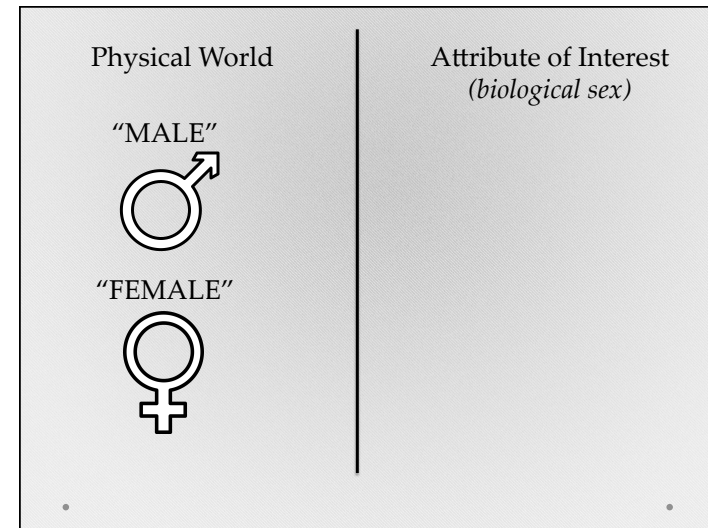 Physical World
Attribute of Interest
(biological sex)
“MALE”
“FEMALE”